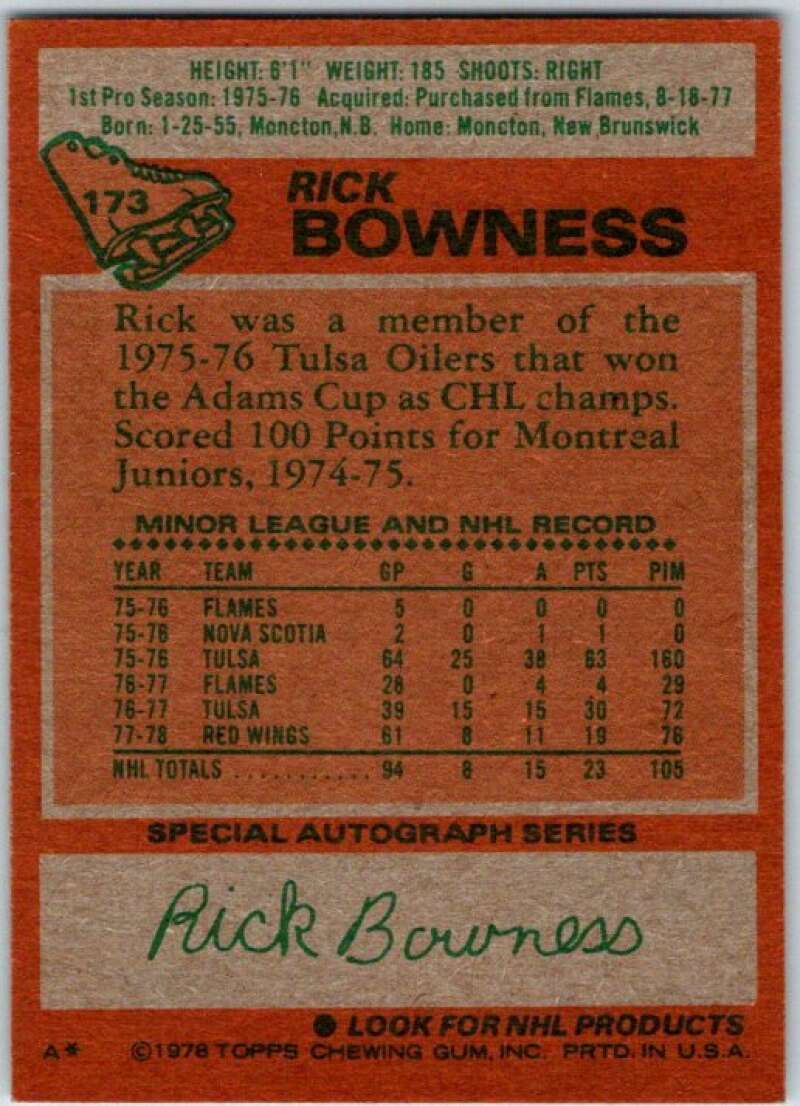 HEIGHT: 6'1" WEIGHT: 185 SHOOTS: RIGHT
1st Pro Season: 1975-76 Acquired: Purchased from Flames, 8-18-77
Born: 1-25-55, Moncton, N.B. Home: Moncton, New Brunswick
173
RICK
BOWNESS
Rick was a member of the
1975-76 Tulsa Oilers that won
the Adams Cup as CHL champs.
Scored 100 Points for Montreal
Juniors, 1974-75.
MINOR LEAGUE AND NHL RECORD
YEAR TEAM GP G A PTS PIM
75-76 FLAMES 5 0 0 0 0
75-76 NOVA SCOTIA 2 0 1 1 0
75-76 TULSA 64 25 38 63 160
76-77 FLAMES 28 0 4 4 29
76-77 TULSA 39 15 15 30 72
77-78 RED WINGS 61 8 11 19 76
NHL TOTALS ............ 94 8 15 23 105
SPECIAL AUTOGRAPH SERIES
Rick Bowness
● LOOK FOR NHL PRODUCTS
A* ©1978 TOPPS CHEWING GUM, INC. PRTD. IN U.S.A.